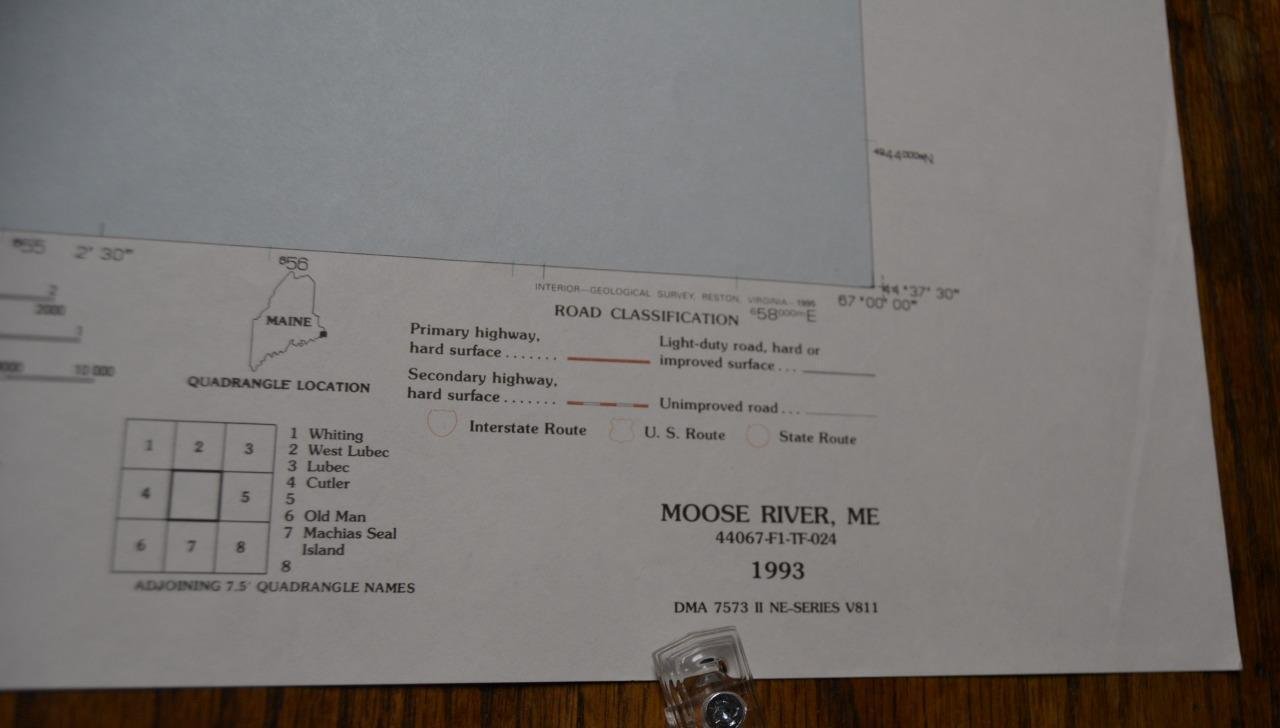 ⁴⁹44⁰⁰⁰ᵐN
⁶55
2' 30"
⁶56
44°37' 30"
67°00' 00"
⁶58⁰⁰⁰ᵐE
INTERIOR—GEOLOGICAL SURVEY, RESTON, VIRGINIA—1995
2
2000
3
10 000
MAINE
QUADRANGLE LOCATION
ROAD CLASSIFICATION
Primary highway,
hard surface.......
Light-duty road, hard or
improved surface...
Secondary highway,
hard surface.......
Unimproved road...
Interstate Route
U. S. Route
State Route
1 2 3
4 5
6 7 8
1 Whiting
2 West Lubec
3 Lubec
4 Cutler
5
6 Old Man
7 Machias Seal
Island
8
ADJOINING 7.5' QUADRANGLE NAMES
MOOSE RIVER, ME
44067-F1-TF-024
1993
DMA 7573 II NE-SERIES V811